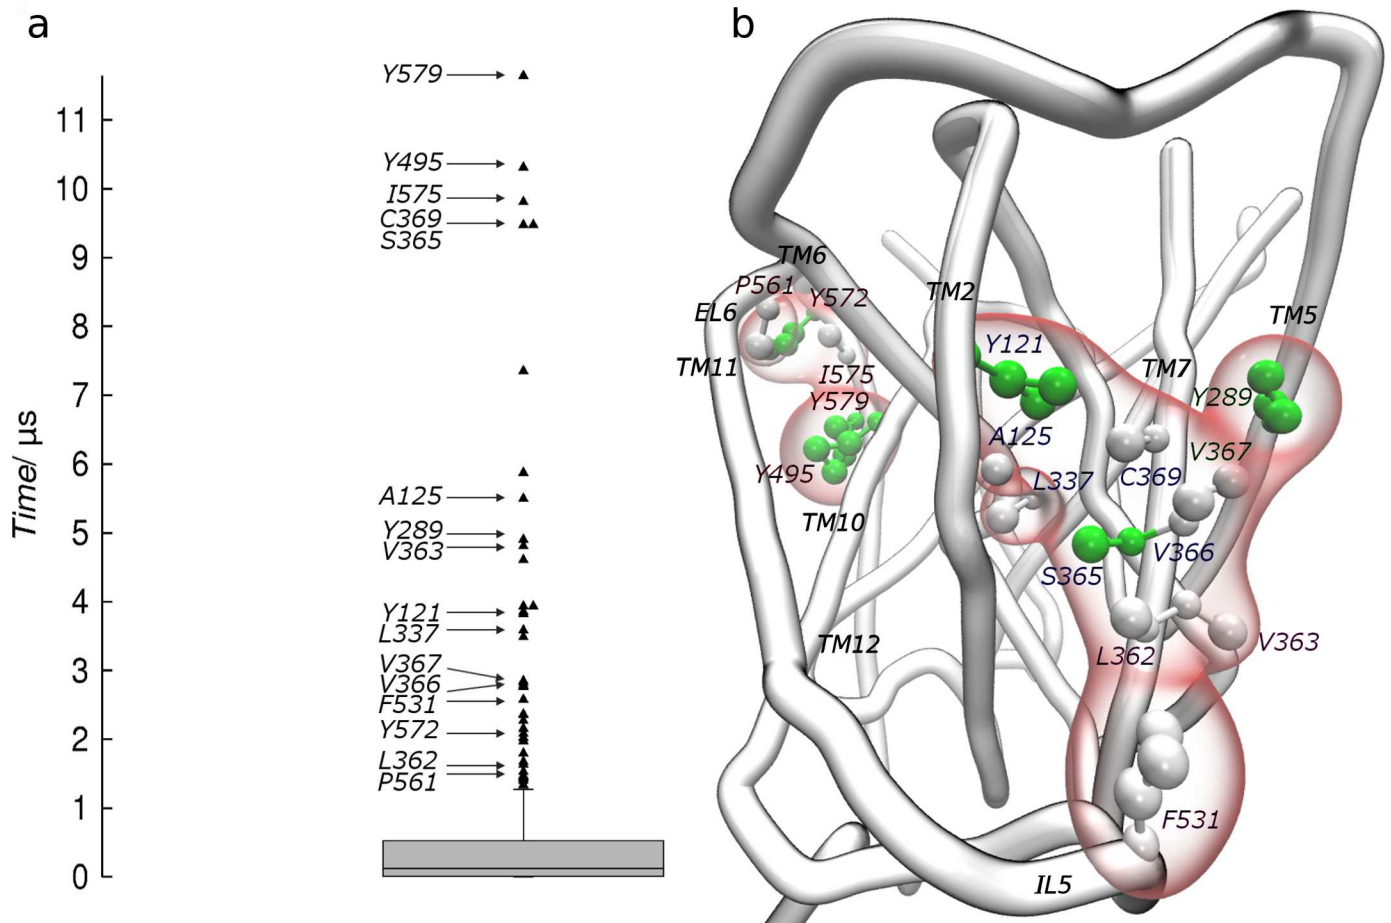 a
Time/ μs
11
10
9
8
7
6
5
4
3
2
1
0
Y579
Y495
I575
C369
S365
A125
Y289
V363
Y121
L337
V367
V366
F531
Y572
L362
P561
b
TM6
P561
Y572
TM2
EL6
TM5
Y121
TM11
I575
TM7
Y289
Y579
A125
V367
Y495
L337
C369
TM10
V366
S365
TM12
L362
V363
F531
IL5